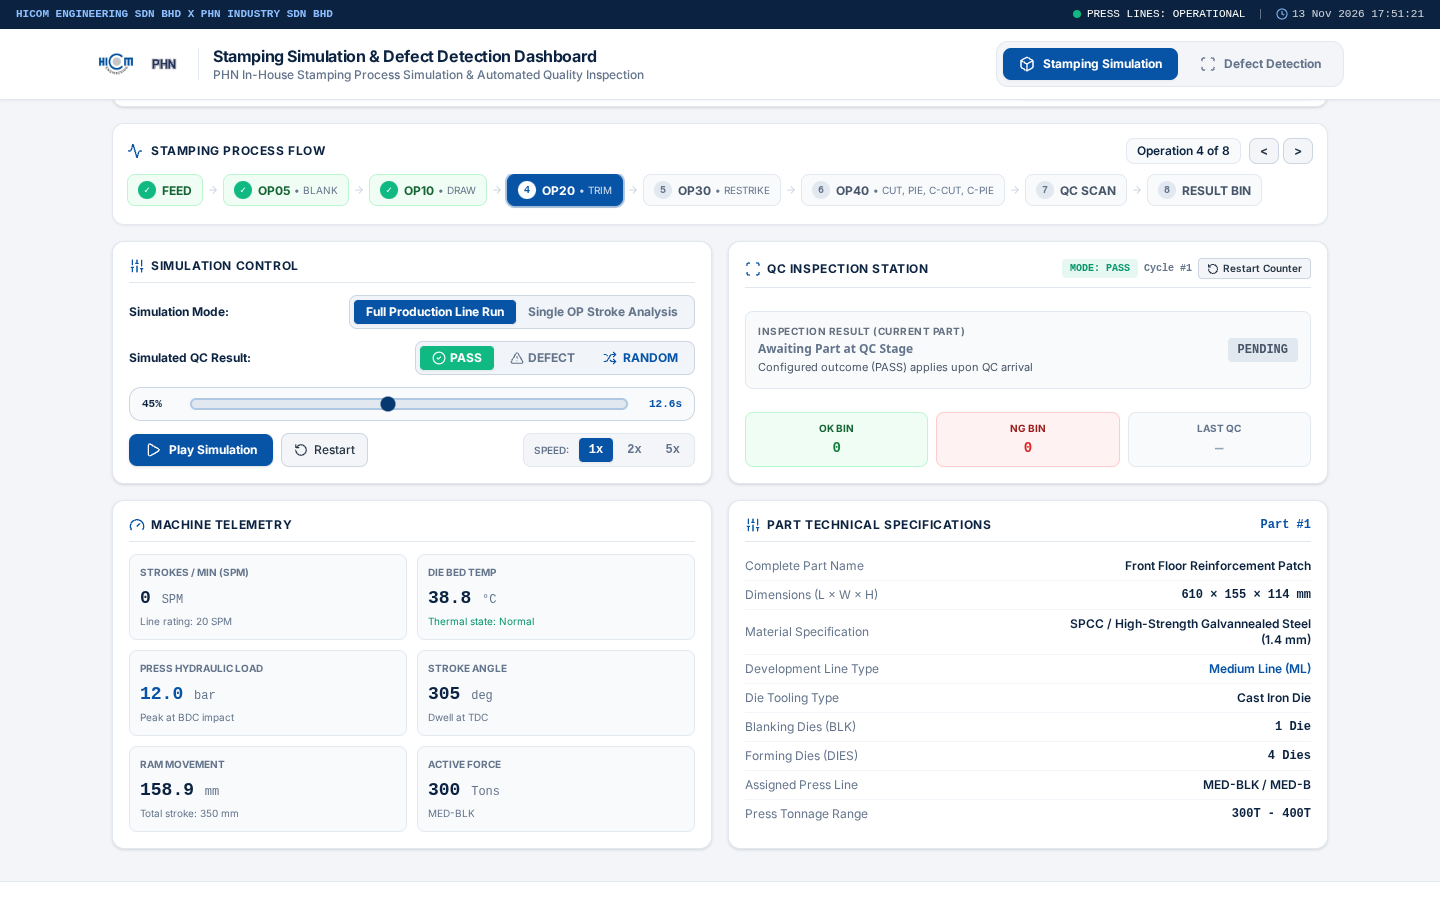 HICOM ENGINEERING SDN BHD X PHN INDUSTRY SDN BHD
PRESS LINES: OPERATIONAL | 13 Nov 2026 17:51:21
HICOM
PHN
Stamping Simulation & Defect Detection Dashboard
PHN In-House Stamping Process Simulation & Automated Quality Inspection
Stamping Simulation
Defect Detection
STAMPING PROCESS FLOW
Operation 4 of 8
< >
✓ FEED → ✓ OP05 • BLANK → ✓ OP10 • DRAW → 4 OP20 • TRIM → 5 OP30 • RESTRIKE → 6 OP40 • CUT, PIE, C-CUT, C-PIE → 7 QC SCAN → 8 RESULT BIN
SIMULATION CONTROL
Simulation Mode: Full Production Line Run Single OP Stroke Analysis
Simulated QC Result: PASS DEFECT RANDOM
45% 12.6s
Play Simulation Restart SPEED: 1x 2x 5x
QC INSPECTION STATION
MODE: PASS Cycle #1 Restart Counter
INSPECTION RESULT (CURRENT PART)
Awaiting Part at QC Stage
Configured outcome (PASS) applies upon QC arrival
PENDING
OK BIN
0
NG BIN
0
LAST QC
—
MACHINE TELEMETRY
STROKES / MIN (SPM)
0 SPM
Line rating: 20 SPM
DIE BED TEMP
38.8 °C
Thermal state: Normal
PRESS HYDRAULIC LOAD
12.0 bar
Peak at BDC impact
STROKE ANGLE
305 deg
Dwell at TDC
RAM MOVEMENT
158.9 mm
Total stroke: 350 mm
ACTIVE FORCE
300 Tons
MED-BLK
PART TECHNICAL SPECIFICATIONS
Part #1
Complete Part Name Front Floor Reinforcement Patch
Dimensions (L × W × H) 610 × 155 × 114 mm
Material Specification SPCC / High-Strength Galvannealed Steel
(1.4 mm)
Development Line Type Medium Line (ML)
Die Tooling Type Cast Iron Die
Blanking Dies (BLK) 1 Die
Forming Dies (DIES) 4 Dies
Assigned Press Line MED-BLK / MED-B
Press Tonnage Range 300T - 400T